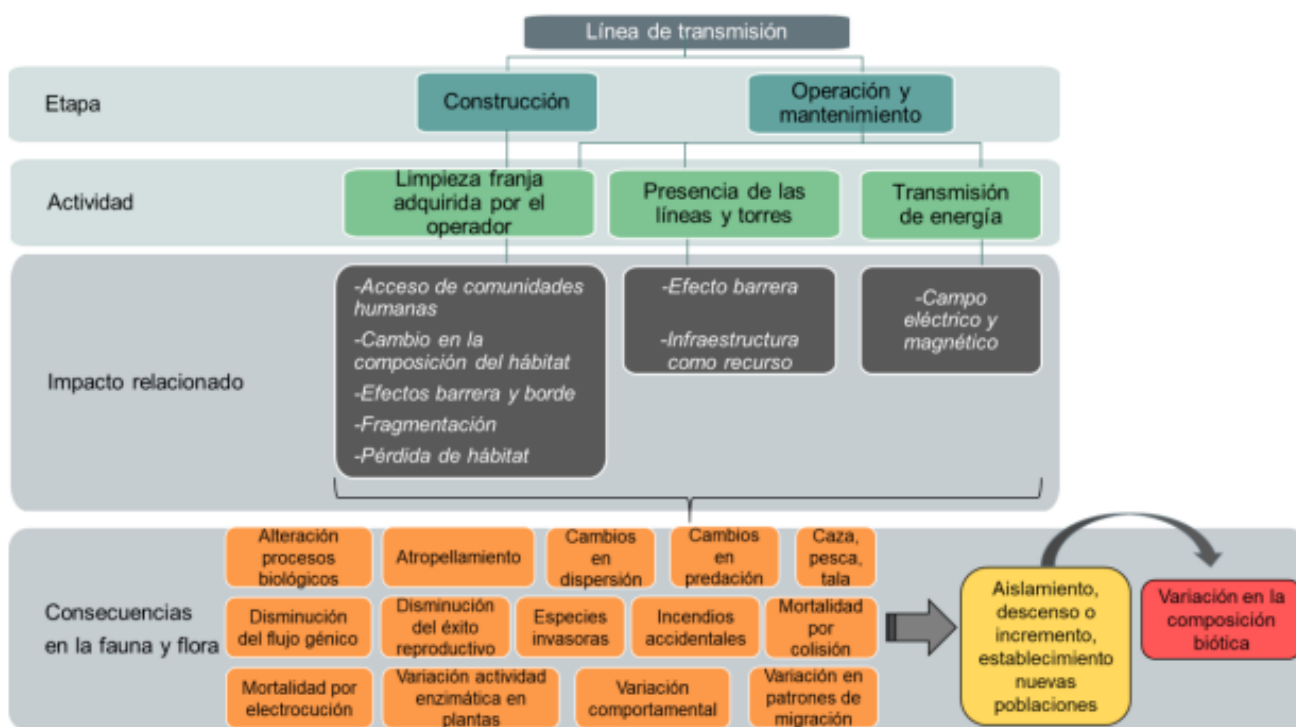 Línea de transmisión
Etapa
Construcción
Operación y
mantenimiento
Actividad
Limpieza franja
adquirida por el
operador
Presencia de las
líneas y torres
Transmisión
de energía
Impacto relacionado
-Acceso de comunidades
humanas
-Cambio en la
composición del hábitat
-Efectos barrera y borde
-Fragmentación
-Pérdida de hábitat
-Efecto barrera
-Infraestructura
como recurso
-Campo
eléctrico y
magnético
Consecuencias
en la fauna y flora
Alteración
procesos
biológicos
Atropellamiento
Cambios
en
dispersión
Cambios
en
predación
Caza,
pesca,
tala
Disminución
del flujo génico
Disminución
del éxito
reproductivo
Especies
invasoras
Incendios
accidentales
Mortalidad
por
colisión
Mortalidad por
electrocución
Variación actividad
enzimática en
plantas
Variación
comportamental
Variación en
patrones de
migración
Aislamiento,
descenso o
incremento,
establecimiento
nuevas
poblaciones
Variación en la
composición
biótica